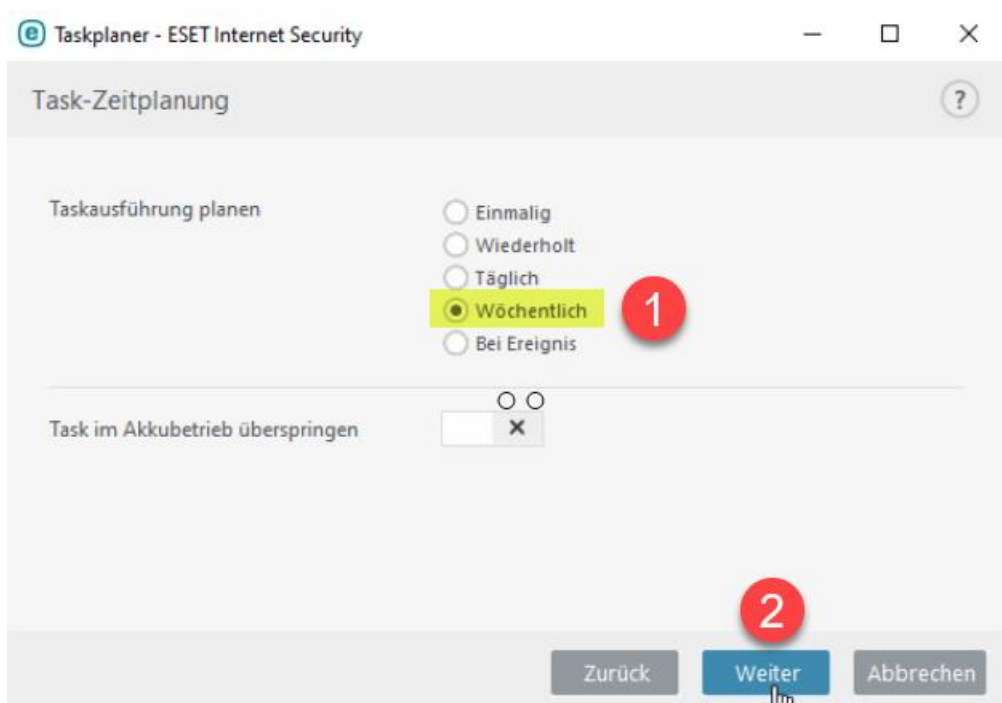 Taskplaner - ESET Internet Security
Task-Zeitplanung
?
Taskausführung planen
Einmalig
Wiederholt
Täglich
Wöchentlich
1
Bei Ereignis
Task im Akkubetrieb überspringen
2
Zurück Weiter Abbrechen